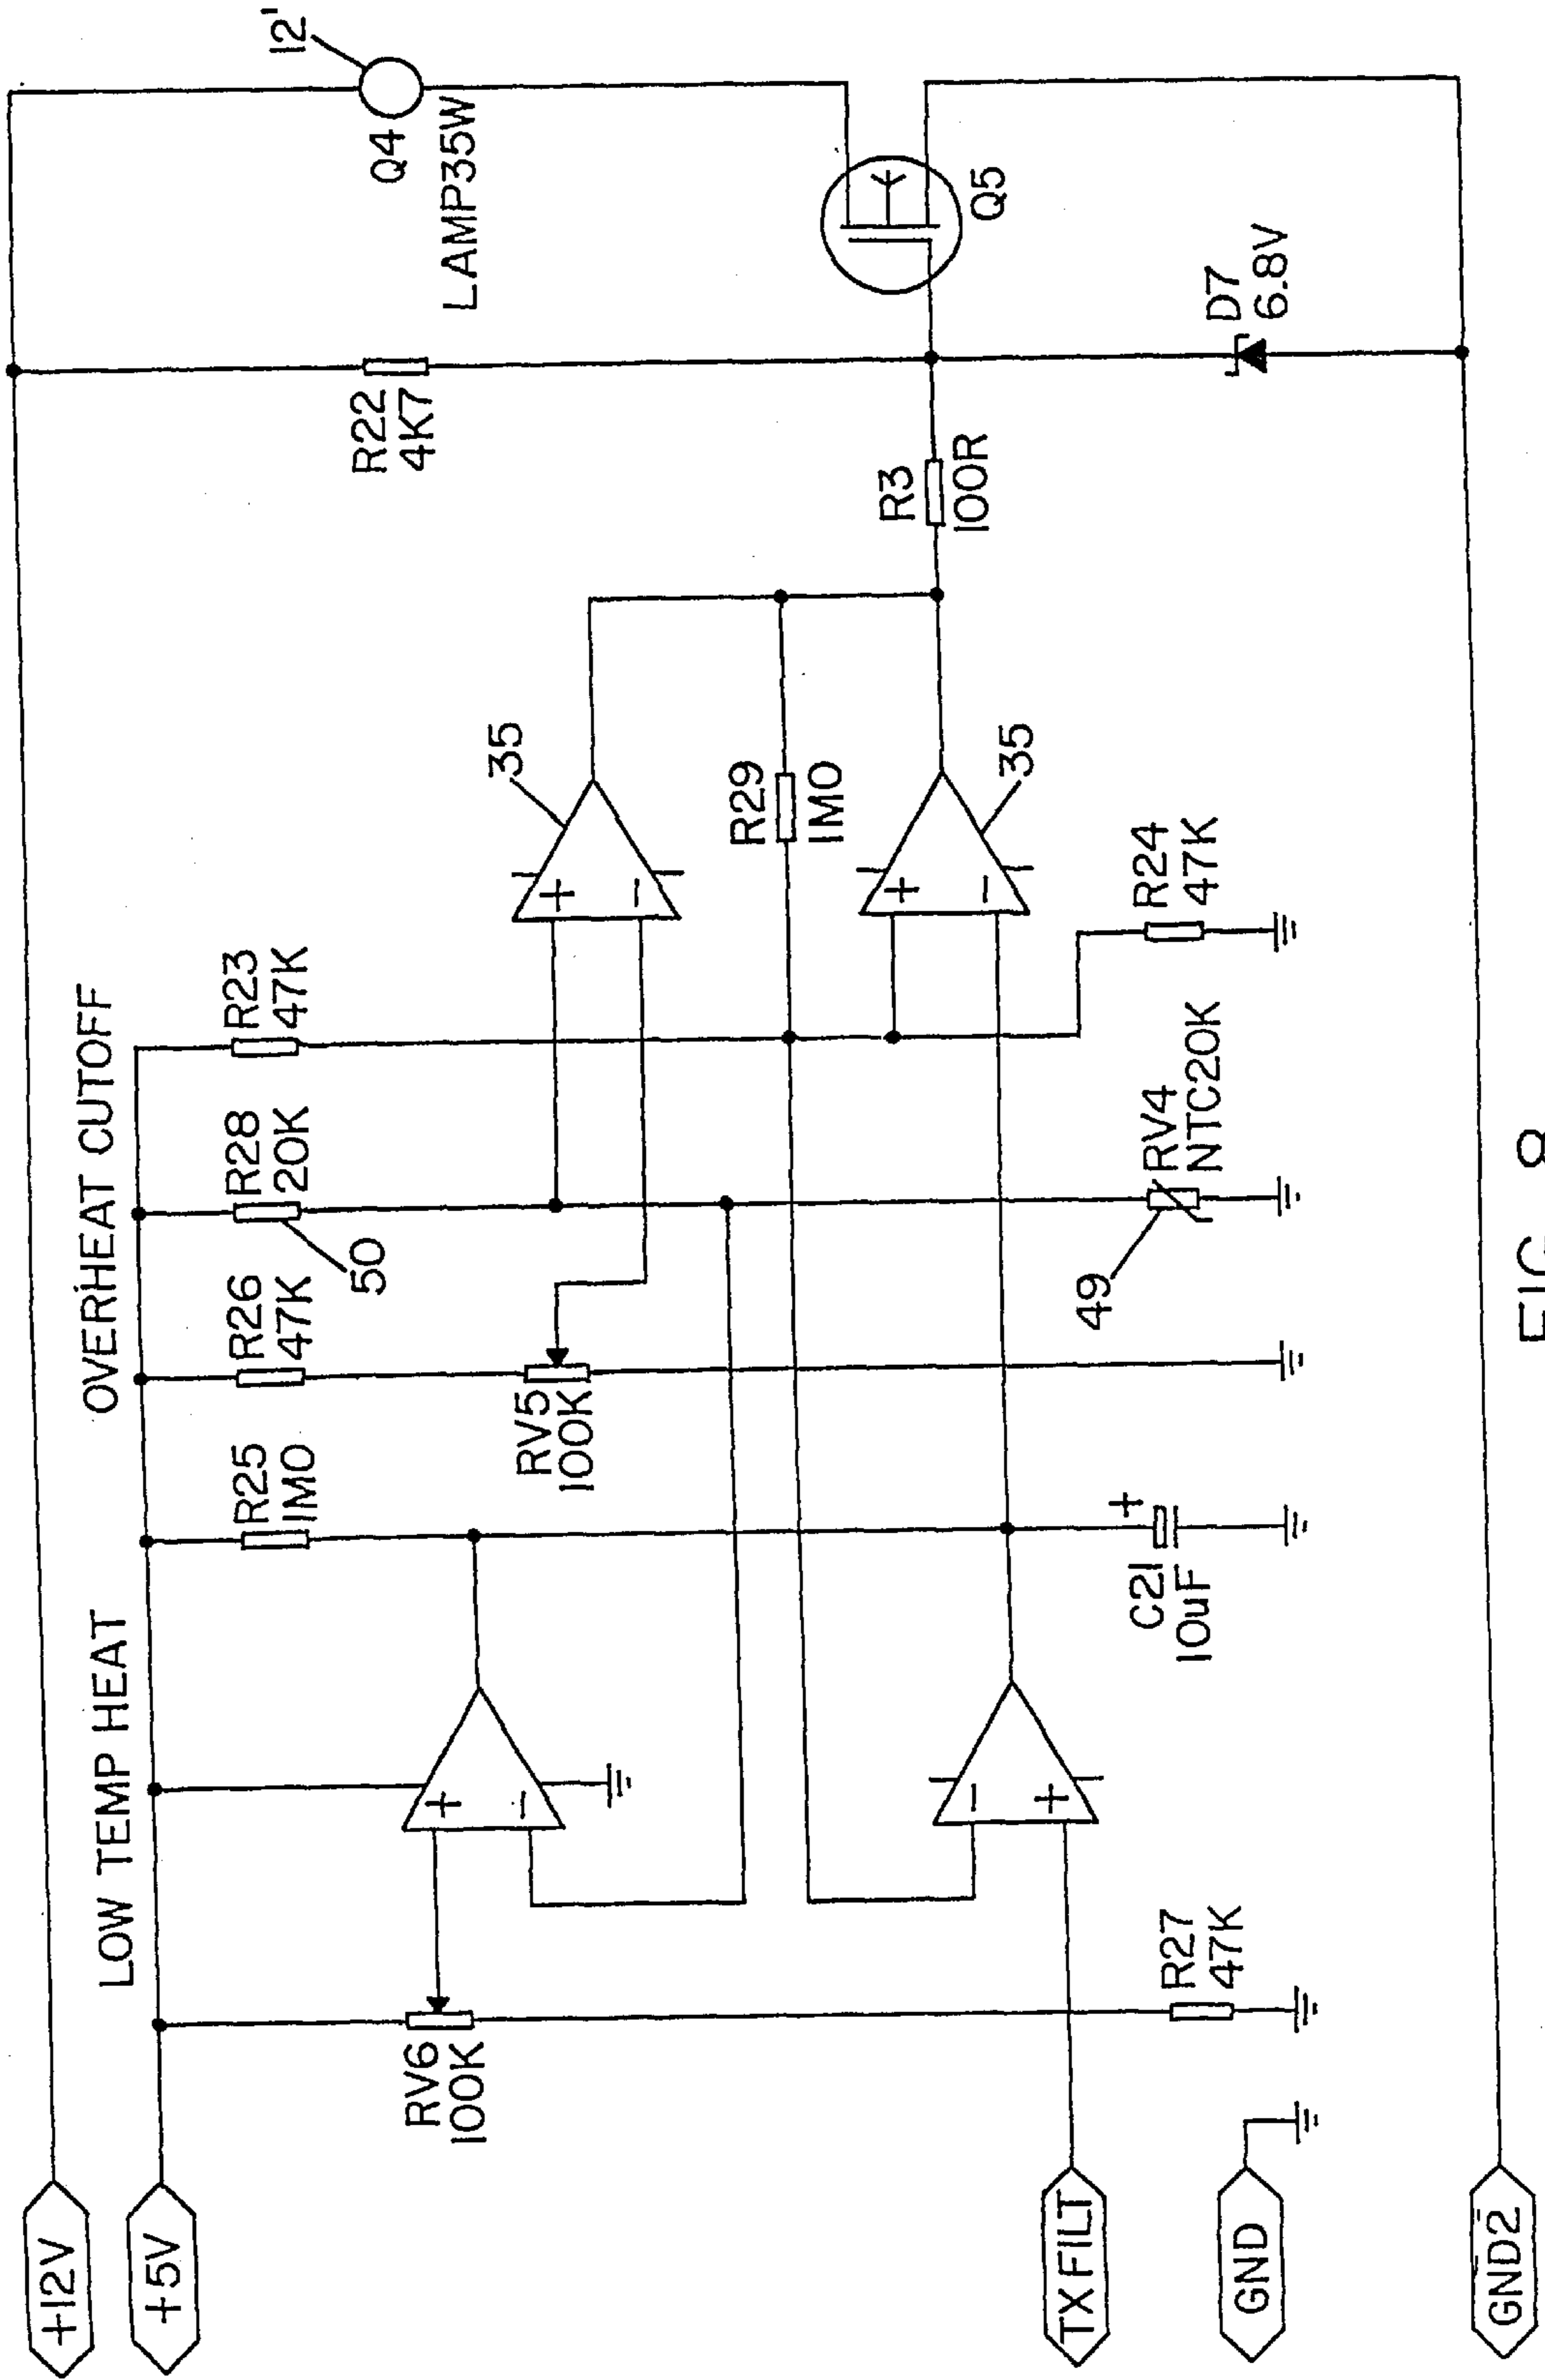 +12V
+5V
LOW TEMP HEAT
OVERHEAT CUTOFF
RV6
100K
R25
1M0
R26
47K
R28
20K
50
R23
47K
R22
4K7
Q4
LAMP35W
12'
+
-
RV5
100K
+
-
35
R29
1M0
-
+
+
-
35
R3
100R
Q5
TXFILT
R27
47K
C21
10uF
+
49
RV4
NTC20K
R24
47K
D7
6.8V
GND
GND2
FIG. 8